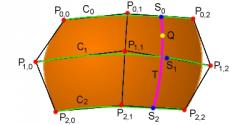 P0,0 C0 P0,1 S0 P0,2
Q
P1,0 C1 P1,1 S1 P1,2
T
P2,0 C2 P2,1 S2 P2,2